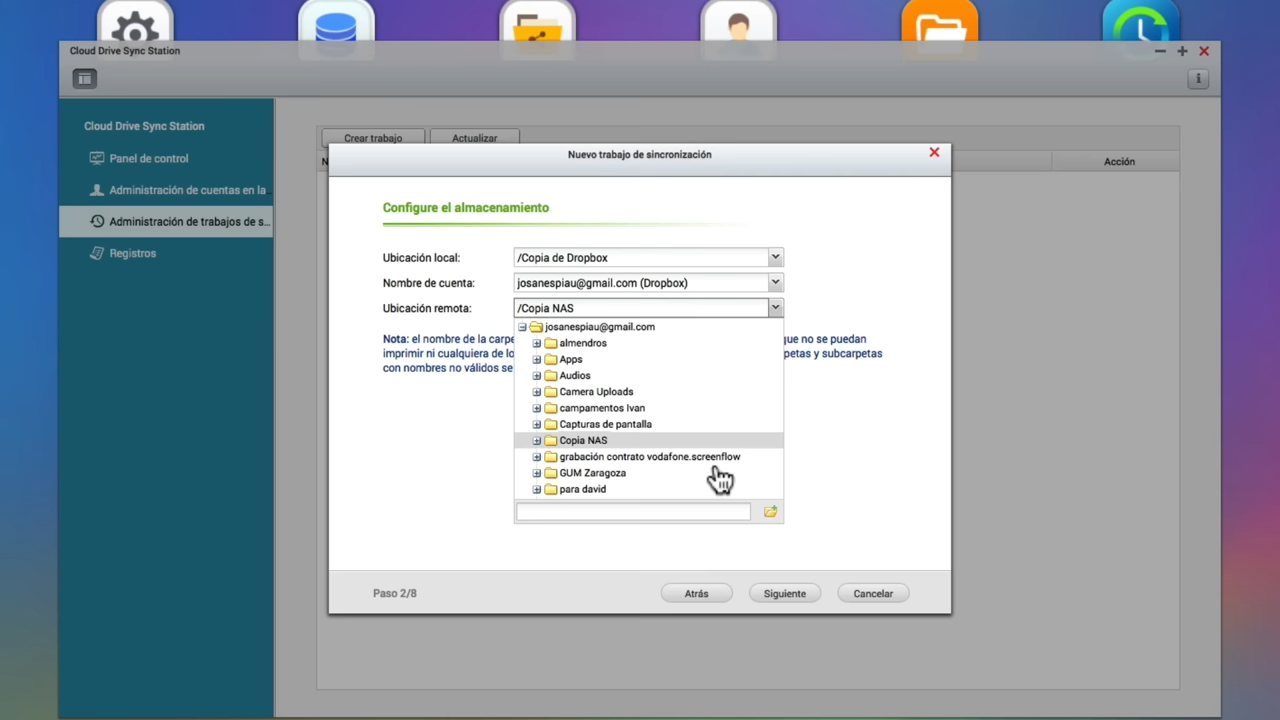 Cloud Drive Sync Station
i
Cloud Drive Sync Station
Panel de control
Administración de cuentas en la...
Administración de trabajos de s...
Registros
Crear trabajo
Actualizar
N
Acción
Nuevo trabajo de sincronización
Configure el almacenamiento
Ubicación local:
/Copia de Dropbox
Nombre de cuenta:
josanespiau@gmail.com (Dropbox)
Ubicación remota:
/Copia NAS
Nota: el nombre de la carpe
que no se puedan
imprimir ni cualquiera de lo
petas y subcarpetas
con nombres no válidos se
josanespiau@gmail.com
almendros
Apps
Audios
Camera Uploads
campamentos Ivan
Capturas de pantalla
Copia NAS
grabación contrato vodafone.screenflow
GUM Zaragoza
para david
Paso 2/8
Atrás
Siguiente
Cancelar